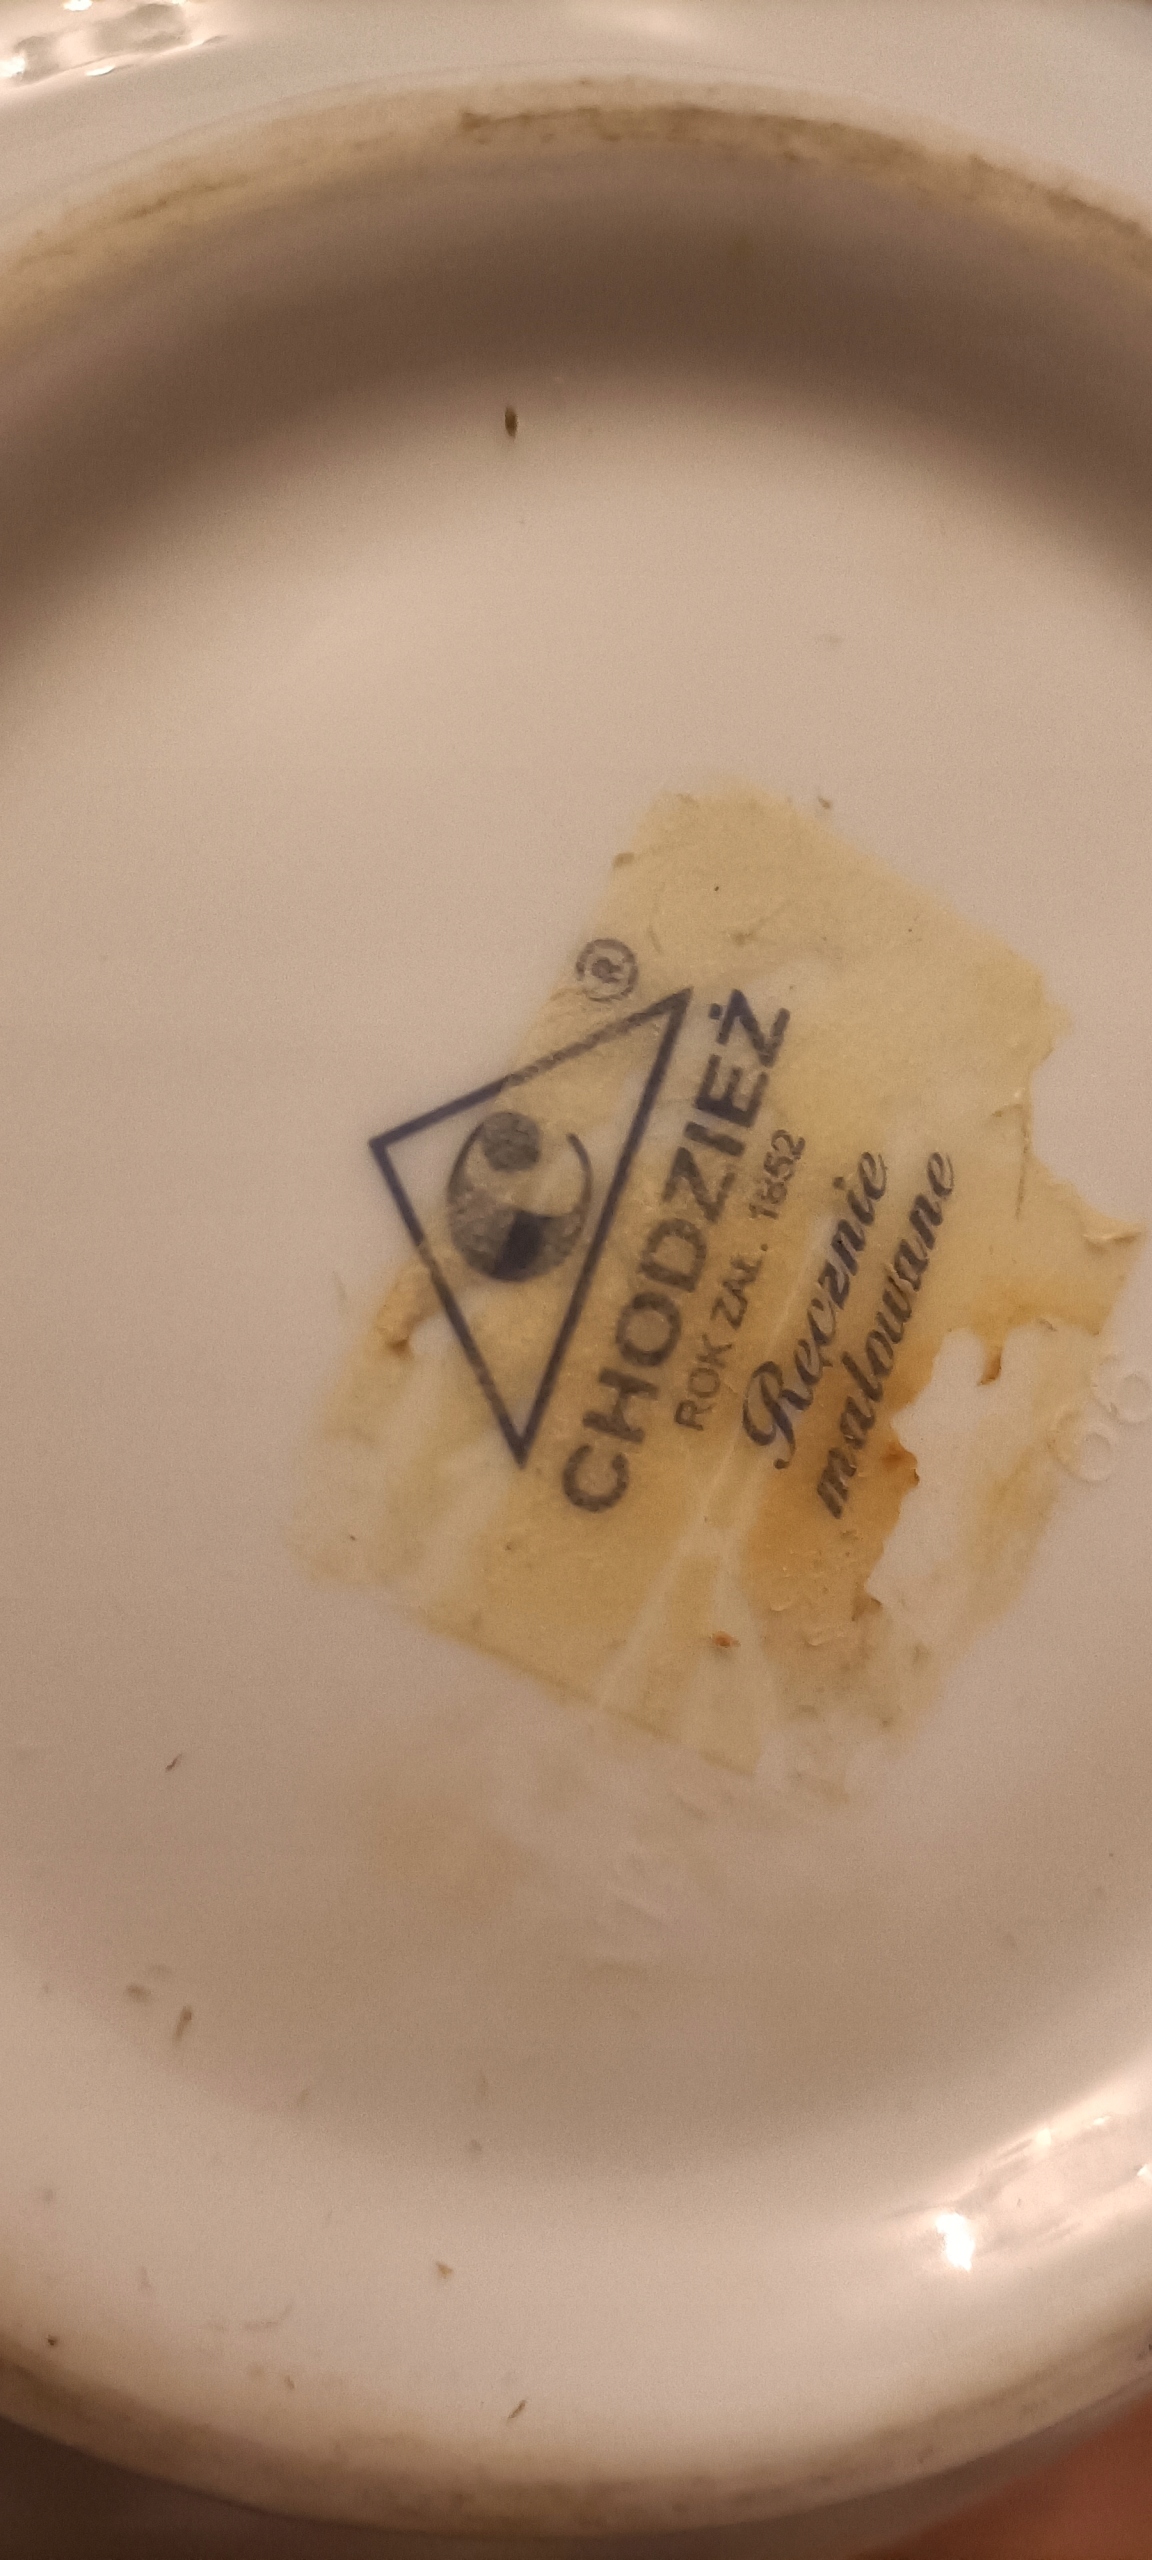 ®
CHODZIEŻ
ROK ZAŁ. 1852
Ręcznie
malowane